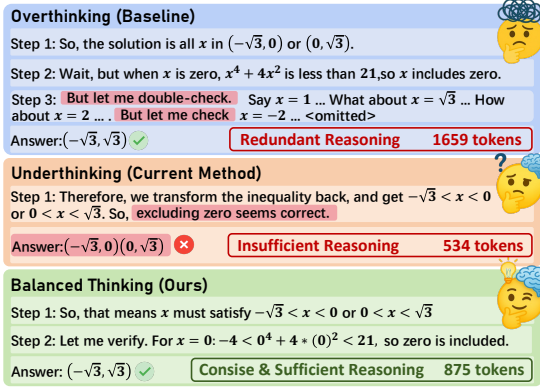 Overthinking (Baseline)
Step 1: So, the solution is all x in (−√3, 0) or (0, √3).
Step 2: Wait, but when x is zero, x⁴ + 4x² is less than 21,so x includes zero.
Step 3: But let me double-check. Say x = 1 ... What about x = √3 ... How
about x = 2 ... . But let me check x = −2 ... <omitted>
Answer:(−√3, √3) Redundant Reasoning 1659 tokens
Underthinking (Current Method)
Step 1: Therefore, we transform the inequality back, and get −√3 < x < 0
or 0 < x < √3. So, excluding zero seems correct.
Answer:(−√3, 0)(0, √3) Insufficient Reasoning 534 tokens
Balanced Thinking (Ours)
Step 1: So, that means x must satisfy −√3 < x < 0 or 0 < x < √3
Step 2: Let me verify. For x = 0: −4 < 0⁴ + 4 ∗ (0)² < 21, so zero is included.
Answer: (−√3, √3) Consise & Sufficient Reasoning 875 tokens